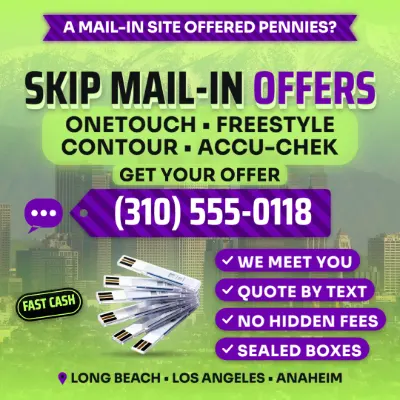 A MAIL-IN SITE OFFERED PENNIES?
SKIP MAIL-IN OFFERS
ONETOUCH • FREESTYLE
CONTOUR • ACCU-CHEK
GET YOUR OFFER
(310) 555-0118
WE MEET YOU
QUOTE BY TEXT
FAST CASH
NO HIDDEN FEES
SEALED BOXES
LONG BEACH • LOS ANGELES • ANAHEIM